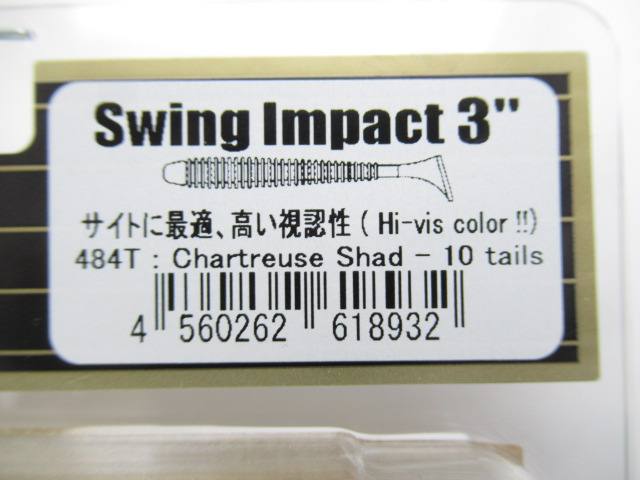 Swing Impact 3"
サイトに最適、高い視認性 ( Hi-vis color !!)
484T : Chartreuse Shad - 10 tails
4 560262 618932